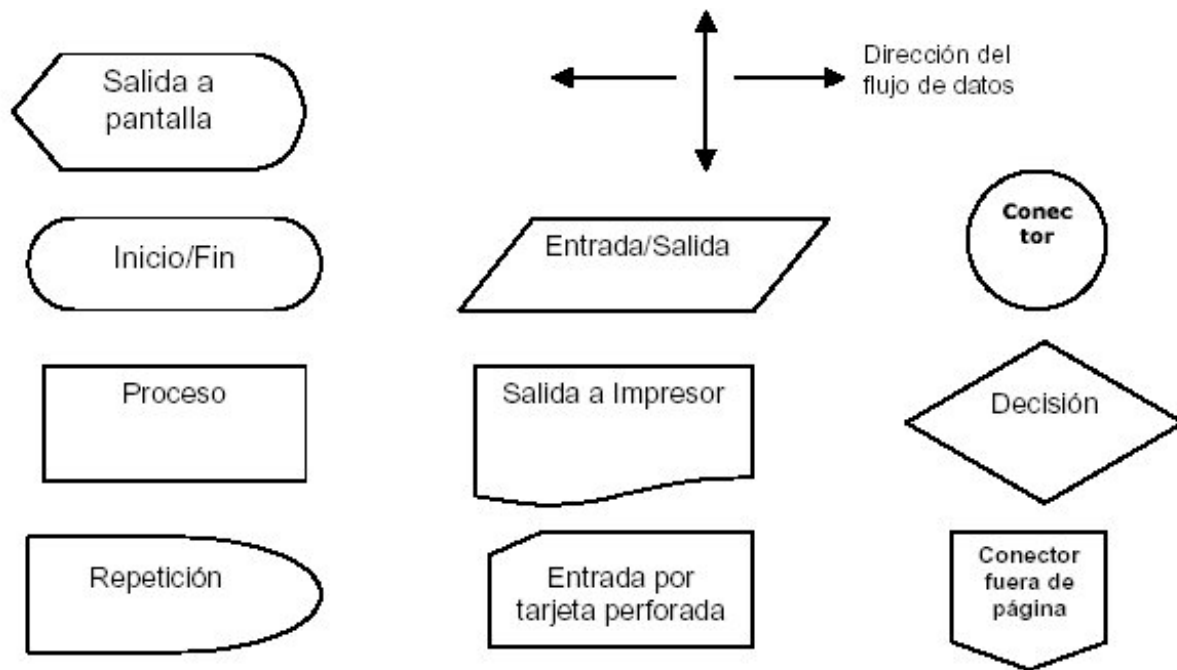 Salida a
pantalla
Dirección del
flujo de datos
Inicio/Fin
Entrada/Salida
Conec
tor
Proceso
Salida a Impresor
Decisión
Repetición
Entrada por
tarjeta perforada
Conector
fuera de
página